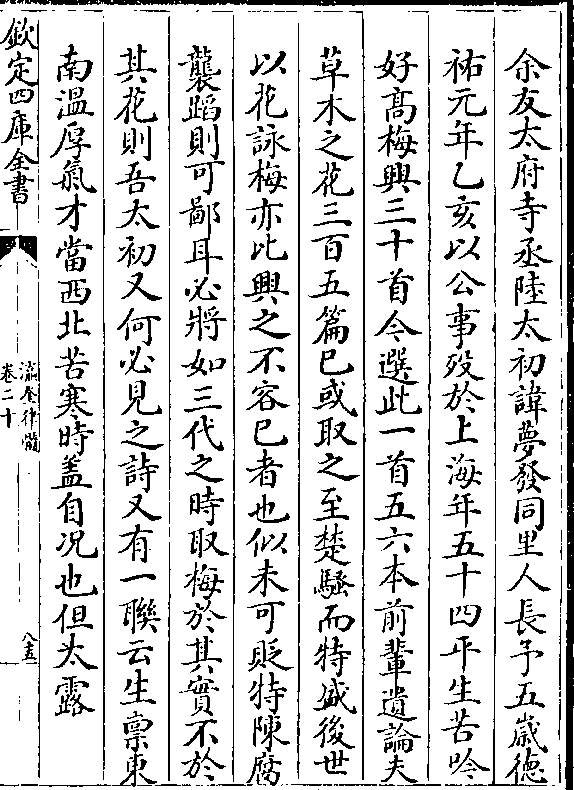 余友太府寺丞陸太初諱夢發同里人長予五歲德
祐元年乙亥以公事殁於上海年五十四平生苦吟
好髙梅興三十首今選此一首五六本前軰遺論夫
草木之花三百五篇已或取之至楚騷而特盛後世
以花詠梅亦比興之不容已者也似未可貶特陳腐
襲蹈則可鄙耳必將如三代之時取梅於其實不於
其花則吾太初又何必見之詩又有一聯云生禀東
南溫厚氣才當西北苦寒時盖自况也但太露
欽定四庫全書
瀛奎律髓
卷二十
八五